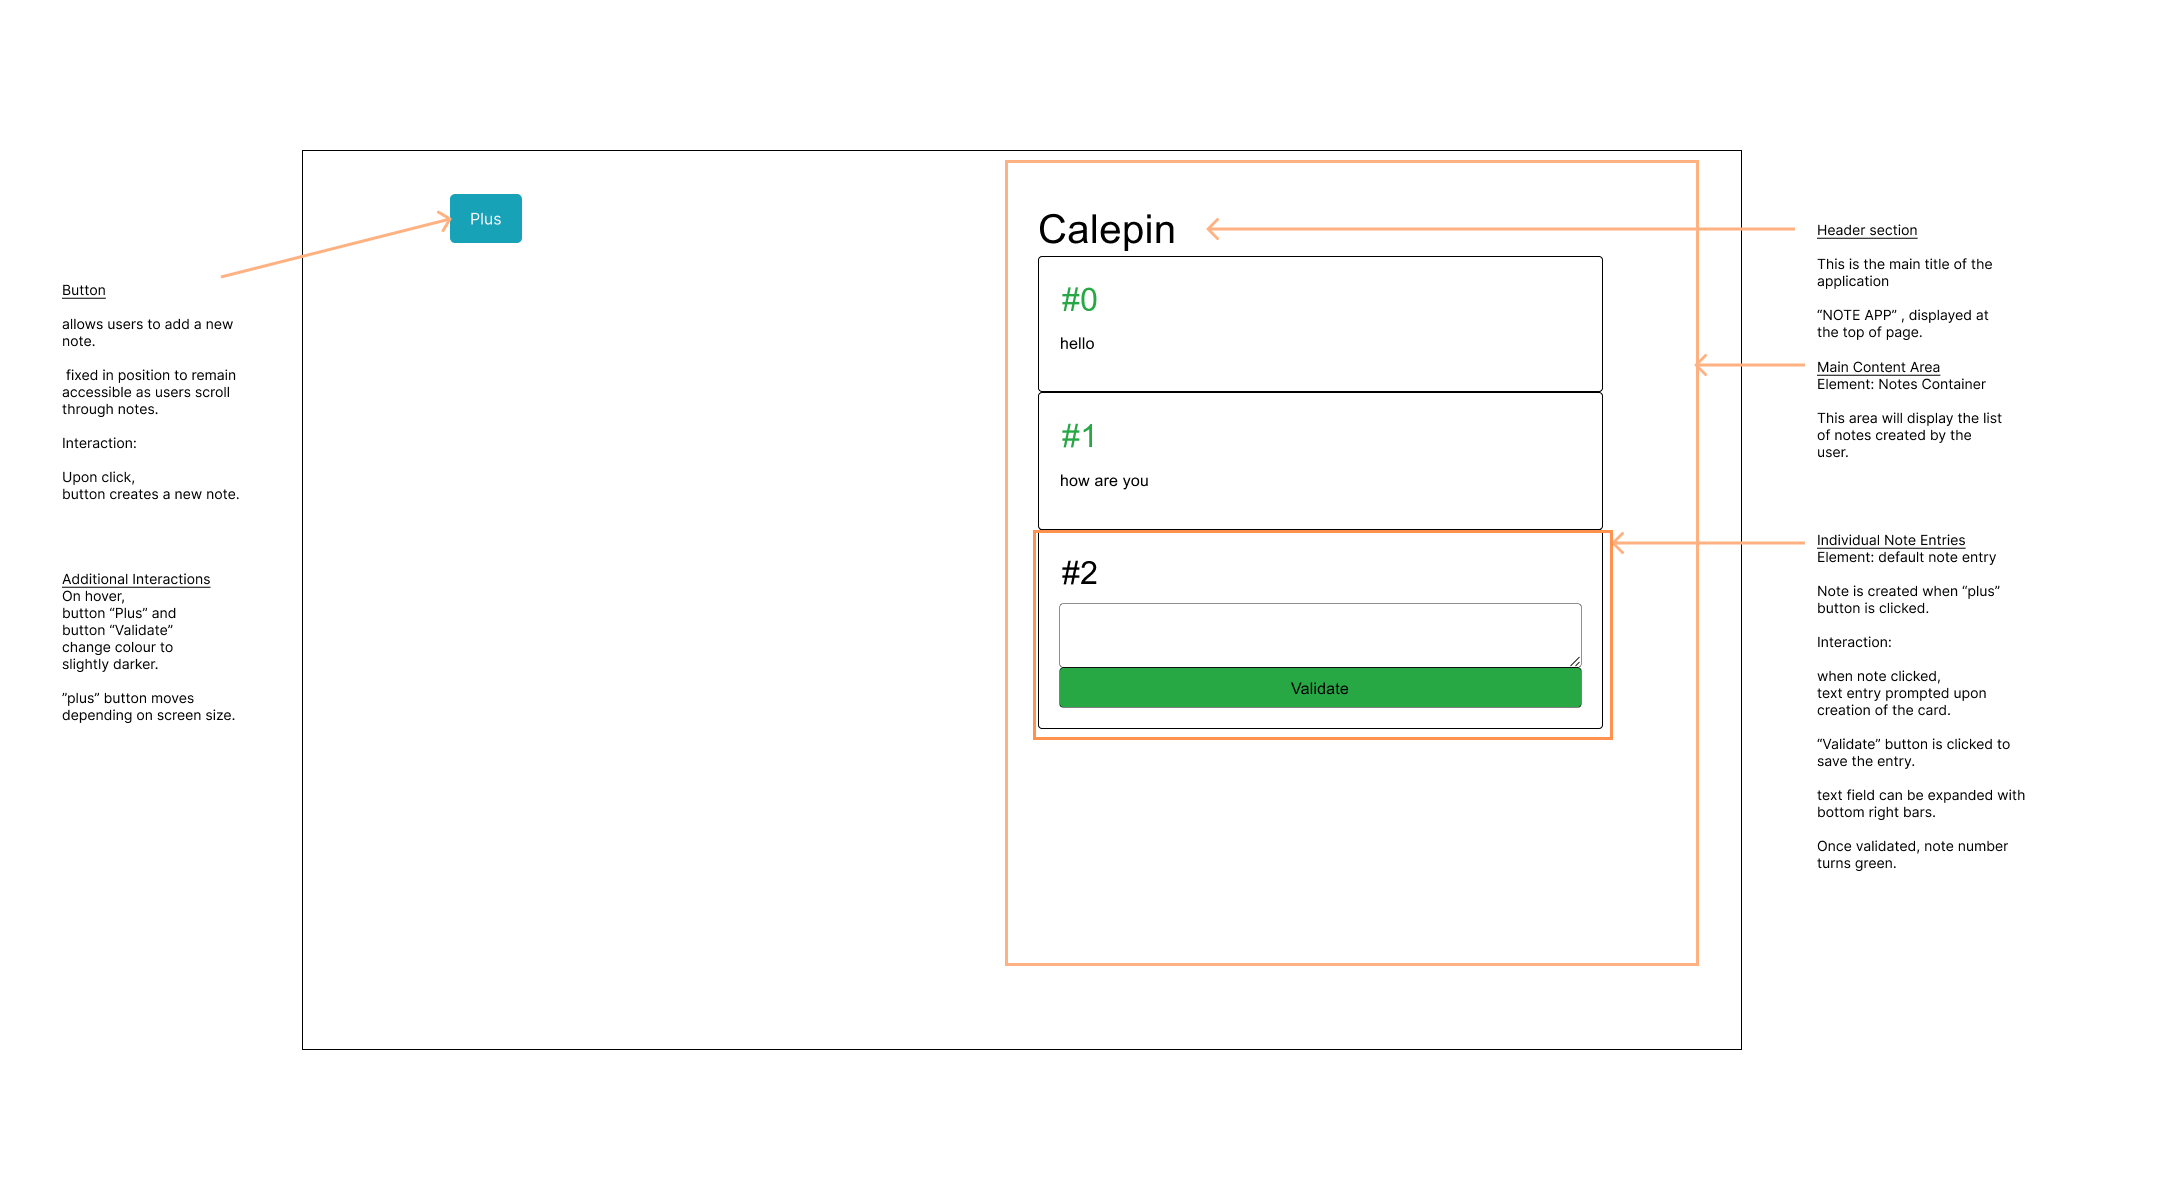 Button
allows users to add a new
note.
fixed in position to remain
accessible as users scroll
through notes.
Interaction:
Upon click,
button creates a new note.
Additional Interactions
On hover,
button “Plus” and
button “Validate”
change colour to
slightly darker.
”plus” button moves
depending on screen size.
Plus
Calepin
#0
hello
#1
how are you
#2
Validate
Header section
This is the main title of the
application
“NOTE APP” , displayed at
the top of page.
Main Content Area
Element: Notes Container
This area will display the list
of notes created by the
user.
Individual Note Entries
Element: default note entry
Note is created when “plus”
button is clicked.
Interaction:
when note clicked,
text entry prompted upon
creation of the card.
“Validate” button is clicked to
save the entry.
text field can be expanded with
bottom right bars.
Once validated, note number
turns green.